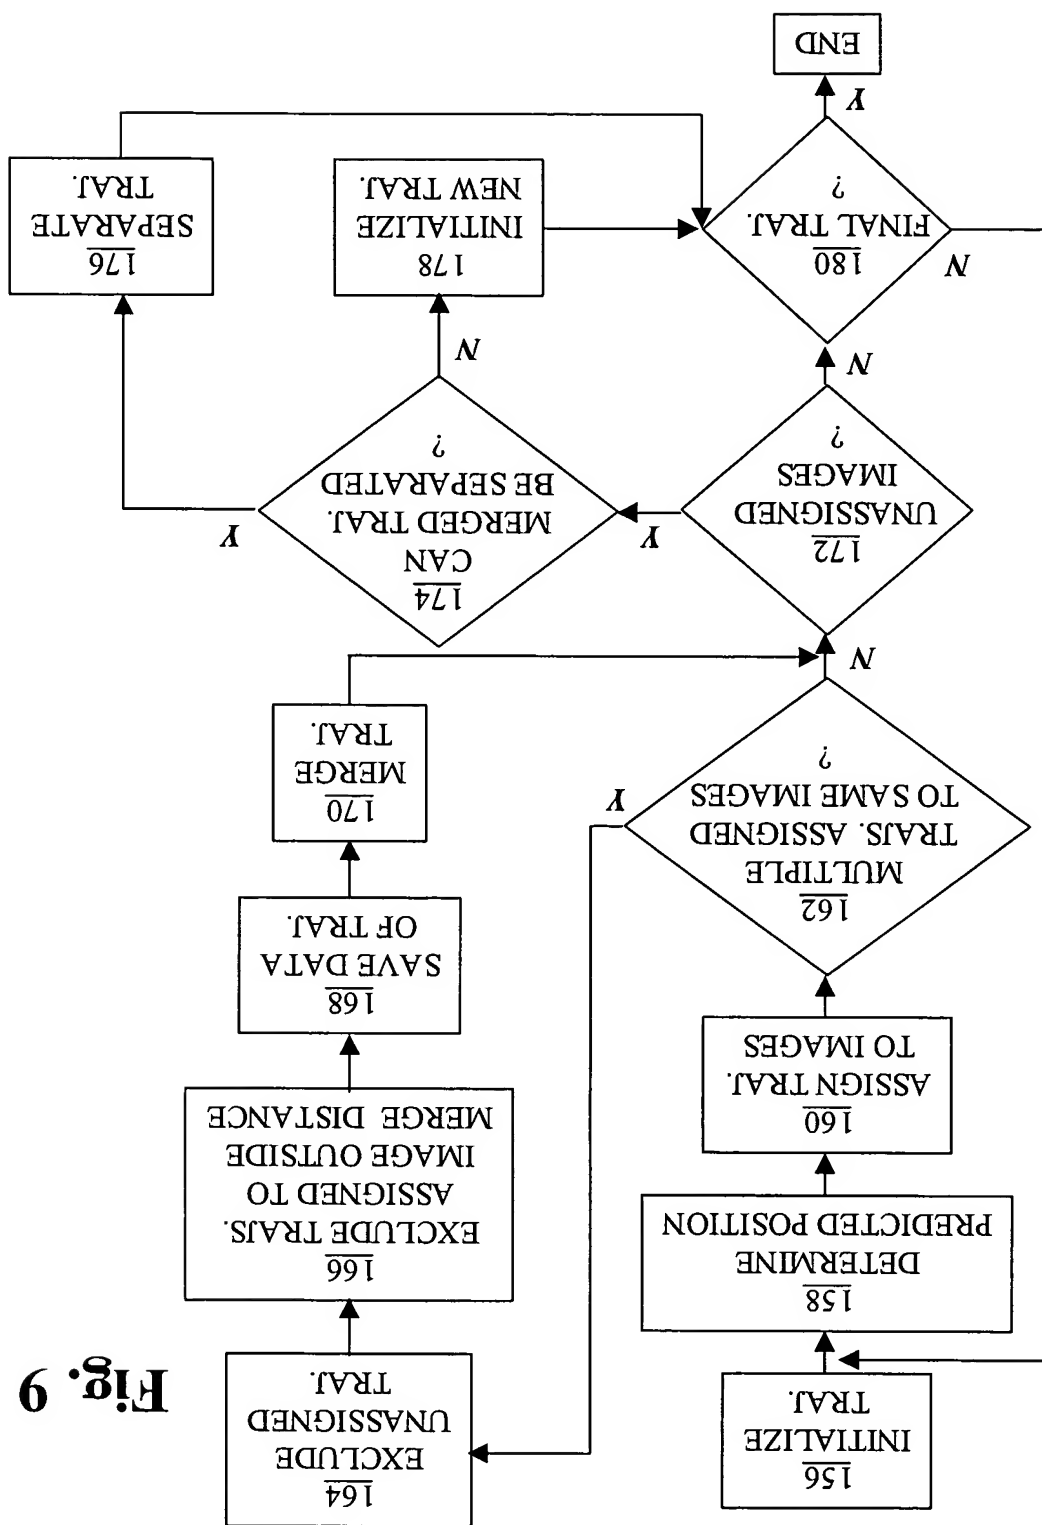 156
INITIALIZE
TRAJ.
158
DETERMINE
PREDICTED POSITION
160
ASSIGN TRAJ.
TO IMAGES
162
MULTIPLE
TRAJS. ASSIGNED
TO SAME IMAGES
?
Y
N
164
EXCLUDE
UNASSIGNED
TRAJ.
166
EXCLUDE TRAJS.
ASSIGNED TO
IMAGE OUTSIDE
MERGE DISTANCE
168
SAVE DATA
OF TRAJ.
170
MERGE
TRAJ.
172
UNASSIGNED
IMAGES
?
Y
N
174
CAN
MERGED TRAJ.
BE SEPARATED
?
Y
N
176
SEPARATE
TRAJ.
178
INITIALIZE
NEW TRAJ.
180
FINAL TRAJ.
?
N
Y
END
Fig. 9